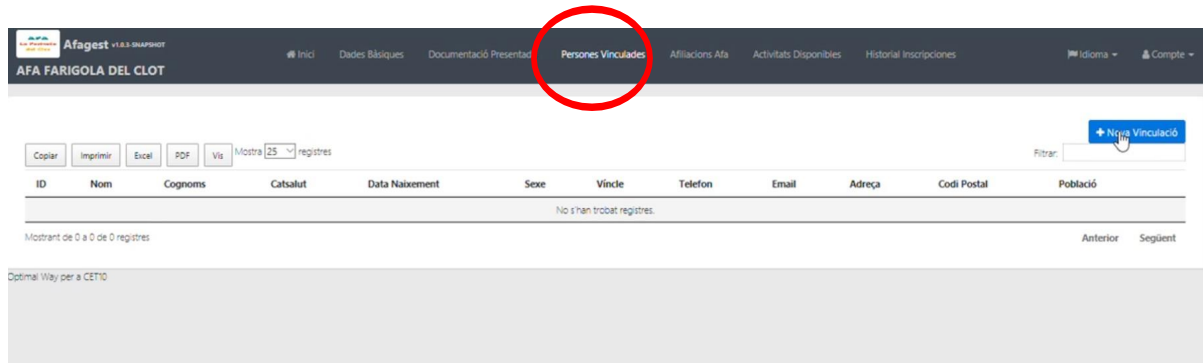 Afagest v1.0.3-SNAPSHOT
AFA FARIGOLA DEL CLOT
Inici Dades Bàsiques Documentació Presentad Persones Vinculades Afiliacions Afa Activitats Disponibles Historial Inscripciones Idioma Compte
+ Nova Vinculació
Copiar Imprimir Excel PDF Vis Mostra 25 registres Filtrar:
ID Nom Cognoms Catsalut Data Naixement Sexe Víncle Telefon Email Adreça Codi Postal Població
No s'han trobat registres.
Mostrant de 0 a 0 de 0 registres Anterior Següent
Optimal Way per a CET10